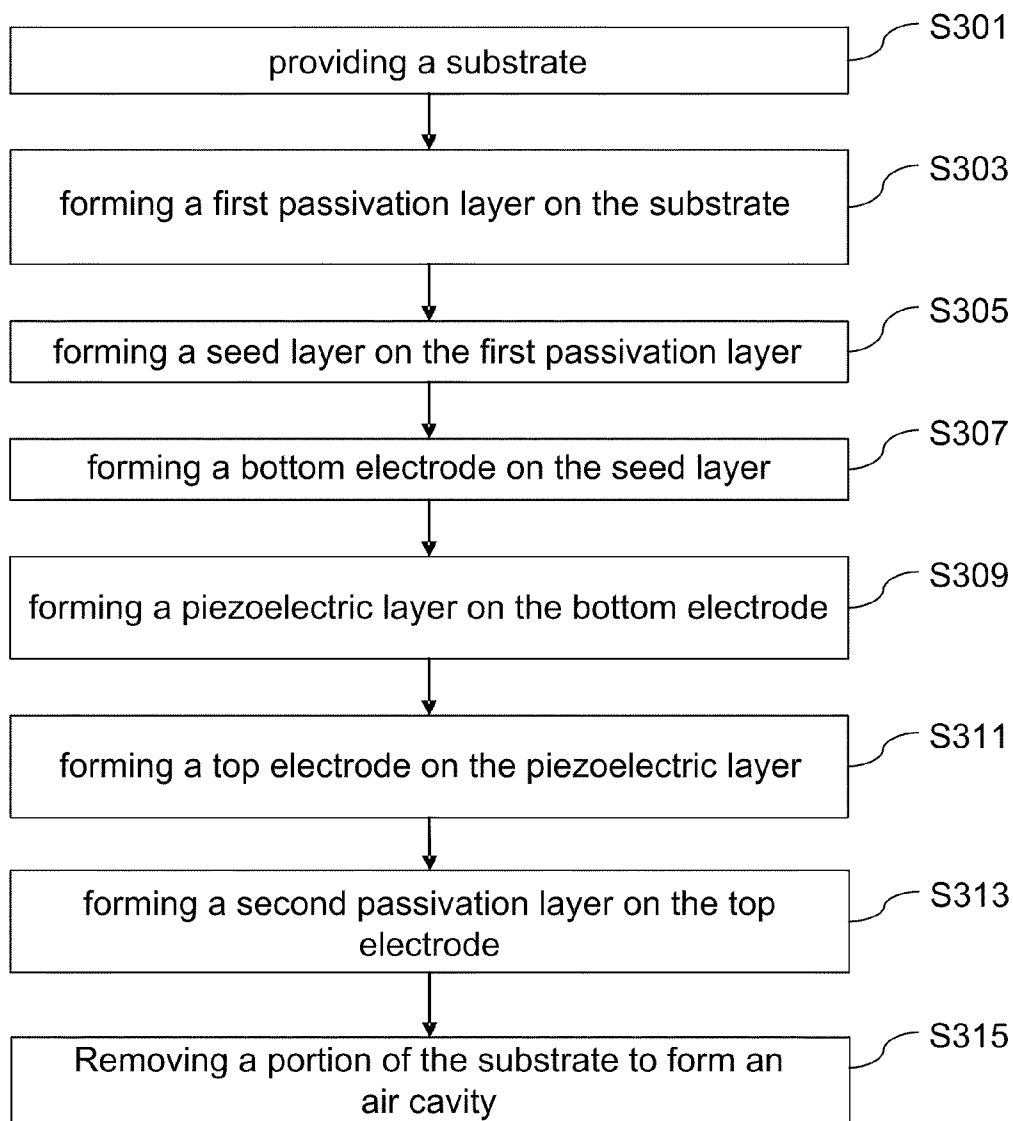 S301
providing a substrate
S303
forming a first passivation layer on the substrate
S305
forming a seed layer on the first passivation layer
S307
forming a bottom electrode on the seed layer
S309
forming a piezoelectric layer on the bottom electrode
S311
forming a top electrode on the piezoelectric layer
S313
forming a second passivation layer on the top
electrode
S315
Removing a portion of the substrate to form an
air cavity